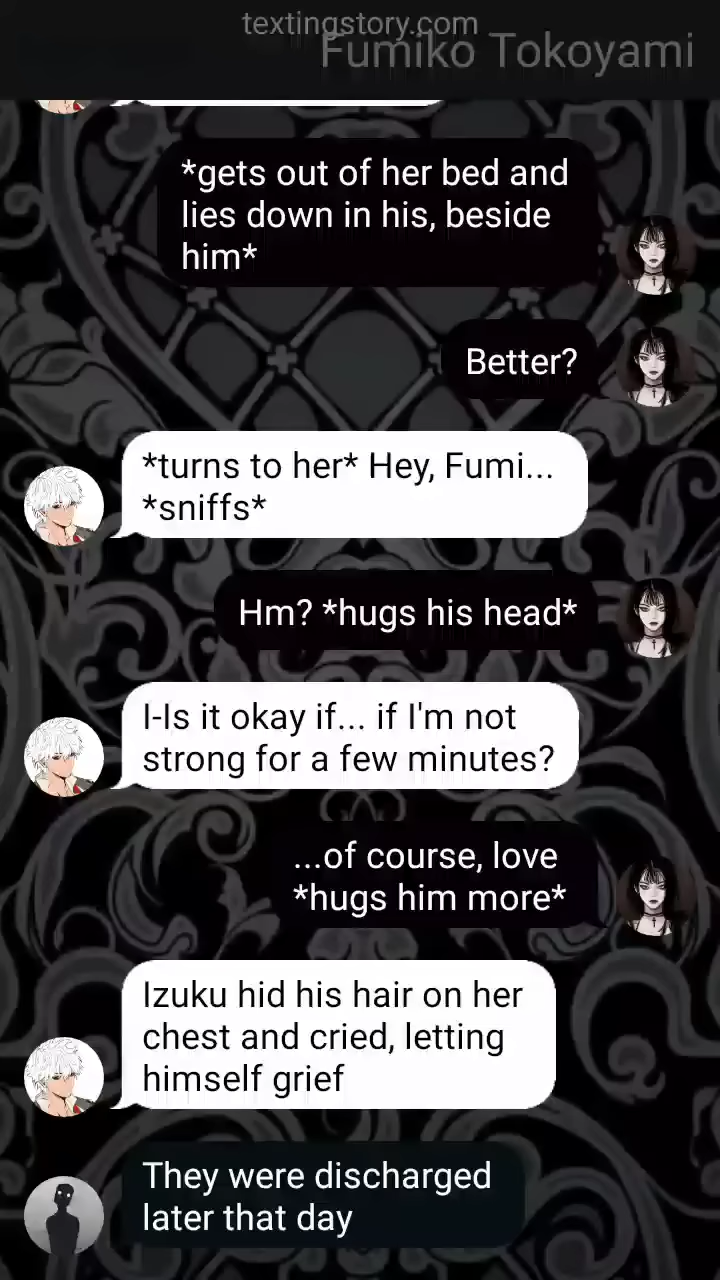 textingstory.com
Fumiko Tokoyami
*gets out of her bed and
lies down in his, beside
him*
Better?
*turns to her* Hey, Fumi...
*sniffs*
Hm? *hugs his head*
I-Is it okay if... if I'm not
strong for a few minutes?
...of course, love
*hugs him more*
Izuku hid his hair on her
chest and cried, letting
himself grief
They were discharged
later that day